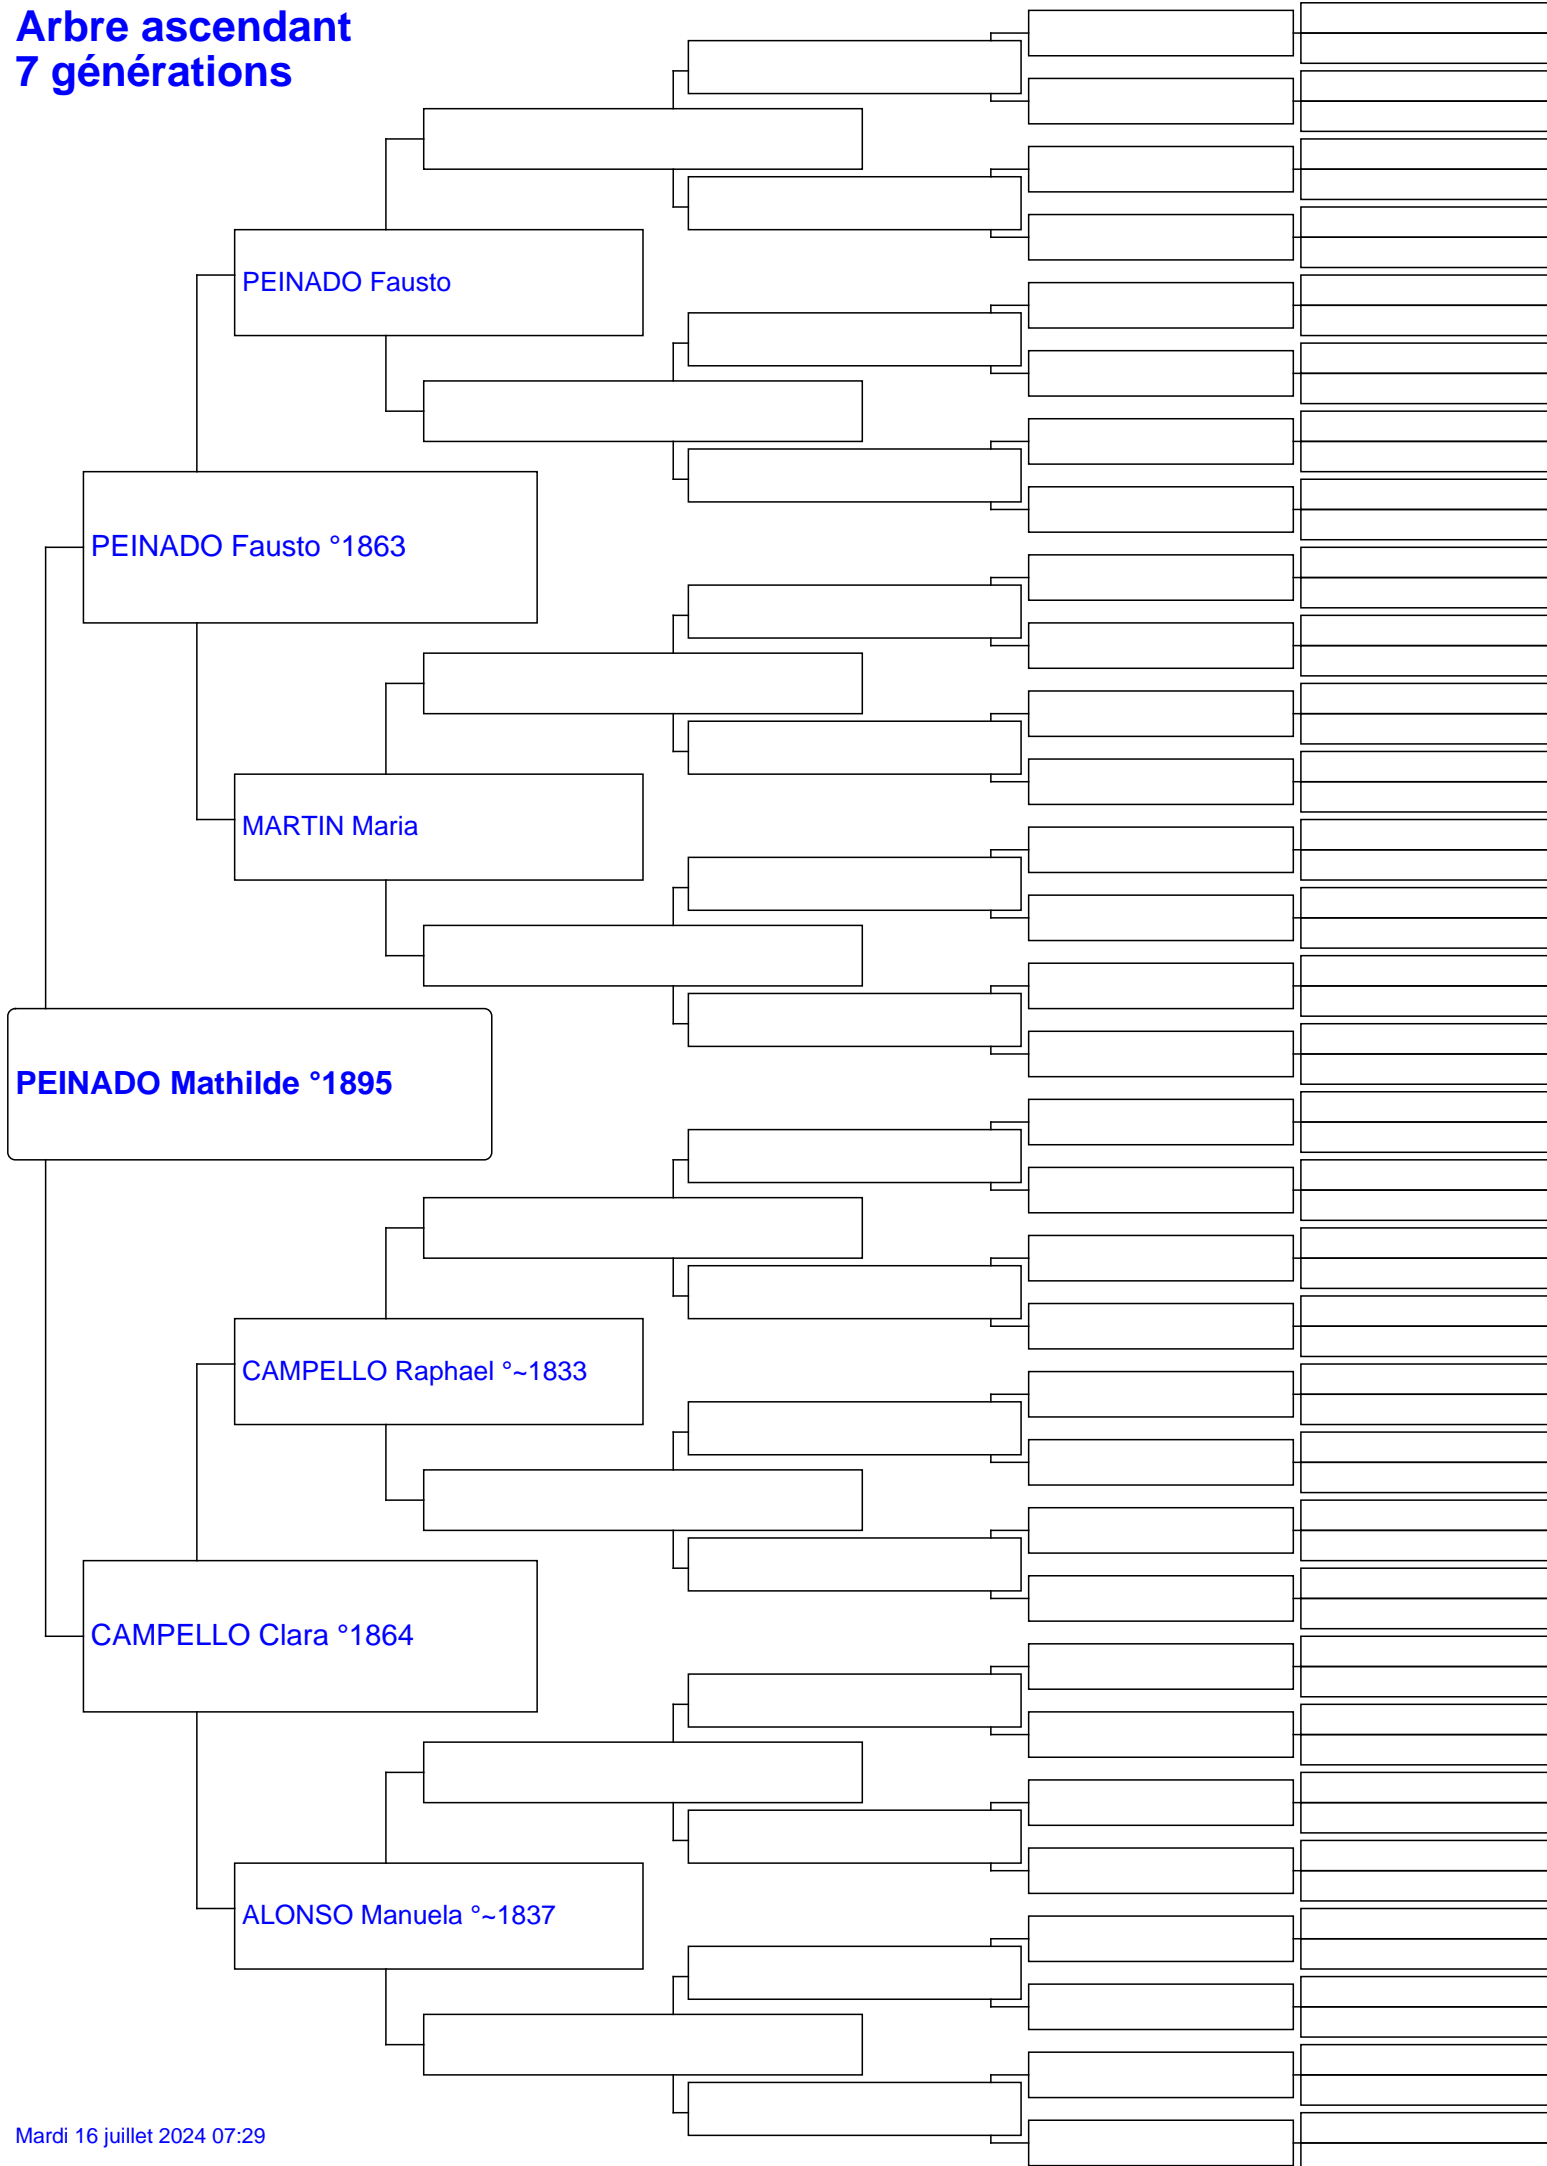 Arbre ascendant
7 générations
PEINADO Fausto
PEINADO Fausto °1863
MARTIN Maria
PEINADO Mathilde °1895
CAMPELLO Raphael °~1833
CAMPELLO Clara °1864
ALONSO Manuela °~1837
Mardi 16 juillet 2024 07:29